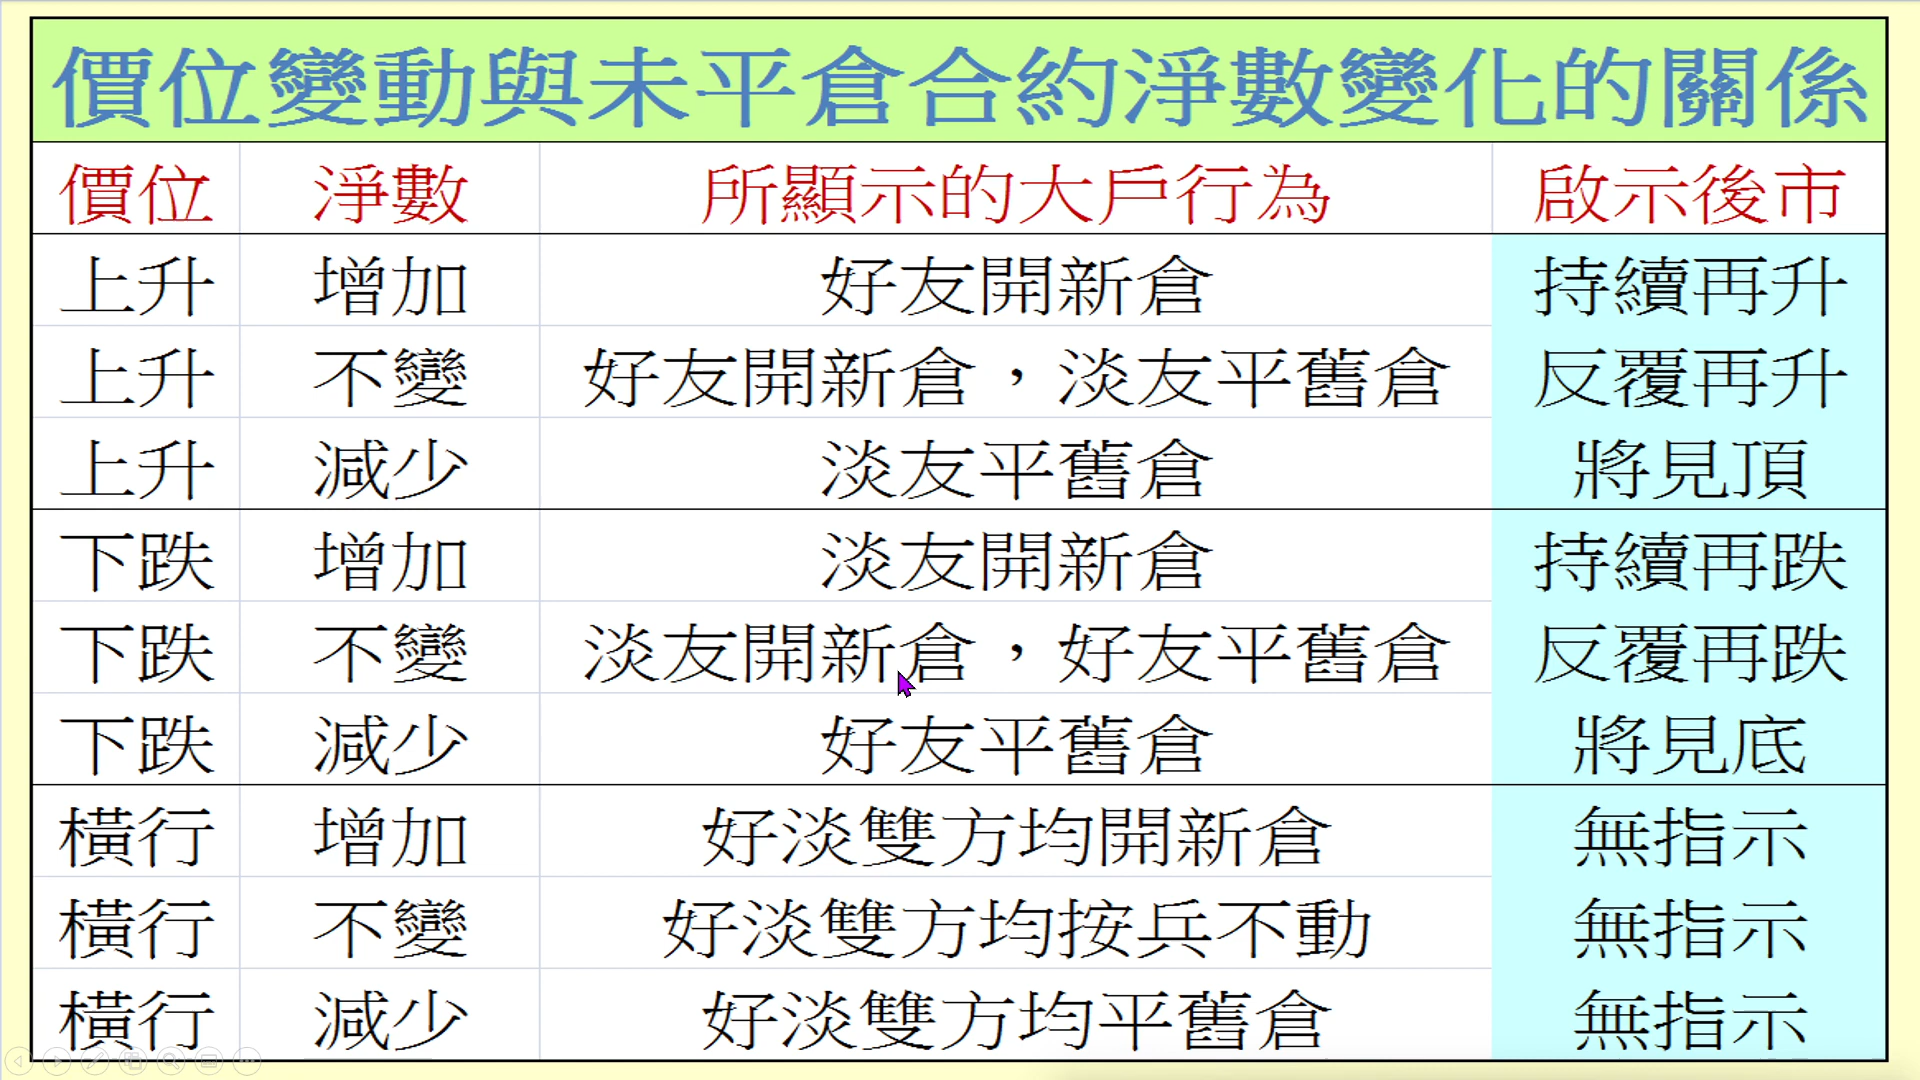 價位變動與未平倉合約淨數變化的關係
價位 淨數 所顯示的大戶行為 啟示後市
上升 增加 好友開新倉 持續再升
上升 不變 好友開新倉，淡友平舊倉 反覆再升
上升 減少 淡友平舊倉 將見頂
下跌 增加 淡友開新倉 持續再跌
下跌 不變 淡友開新倉，好友平舊倉 反覆再跌
下跌 減少 好友平舊倉 將見底
橫行 增加 好淡雙方均開新倉 無指示
橫行 不變 好淡雙方均按兵不動 無指示
橫行 減少 好淡雙方均平舊倉 無指示